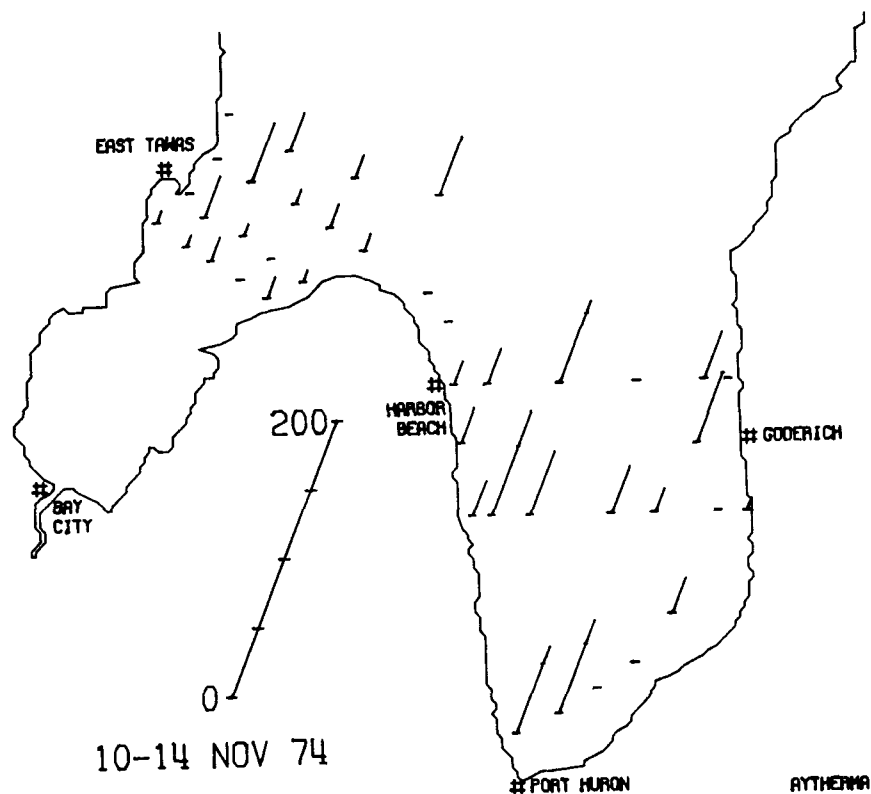 EAST TAWAS
#
#
HARBOR
BEACH
200
# GODERICH
#
BAY
CITY
0
10-14 NOV 74
# PORT HURON
AYTHERMA